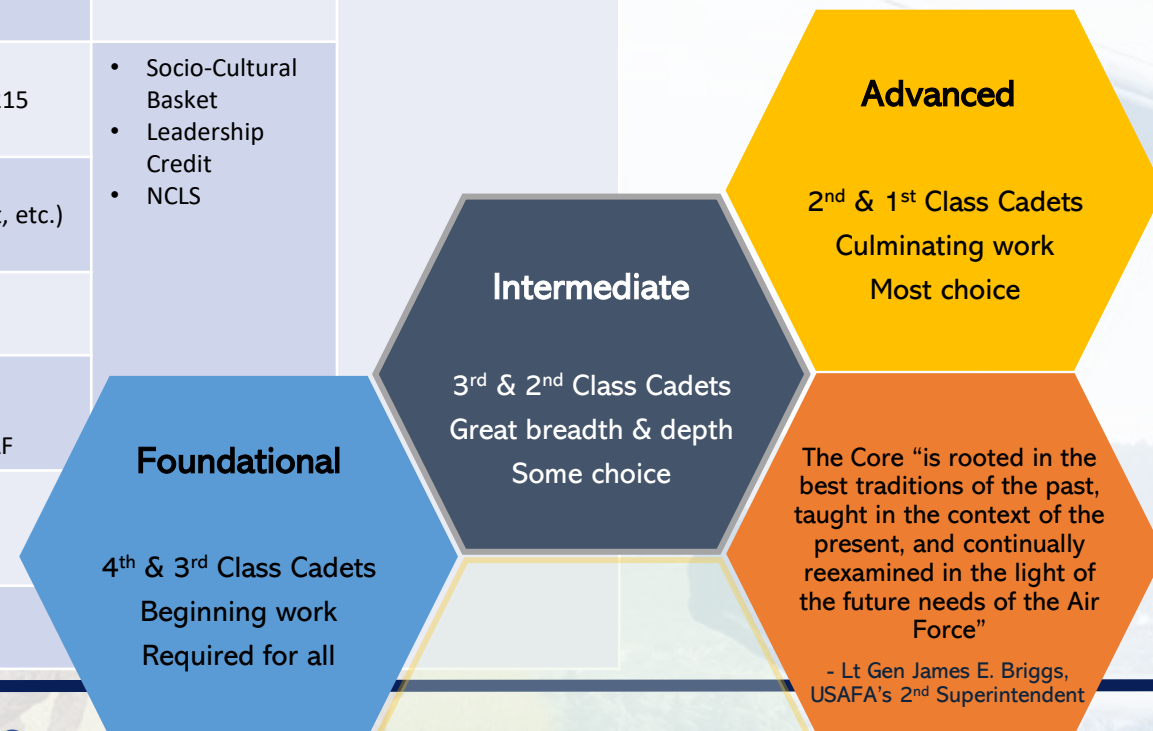 15
, etc.)
F
• Socio-Cultural
Basket
• Leadership
Credit
• NCLS
Foundational
4th & 3rd Class Cadets
Beginning work
Required for all
Intermediate
3rd & 2nd Class Cadets
Great breadth & depth
Some choice
Advanced
2nd & 1st Class Cadets
Culminating work
Most choice
The Core “is rooted in the
best traditions of the past,
taught in the context of the
present, and continually
reexamined in the light of
the future needs of the Air
Force”
- Lt Gen James E. Briggs,
USAFA’s 2nd Superintendent